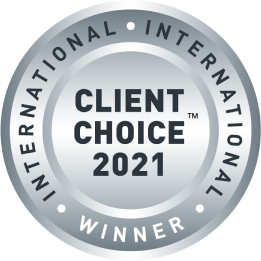 INTERNATIONAL • INTERNATIONAL
CLIENT
CHOICE™
2021
• WINNER •